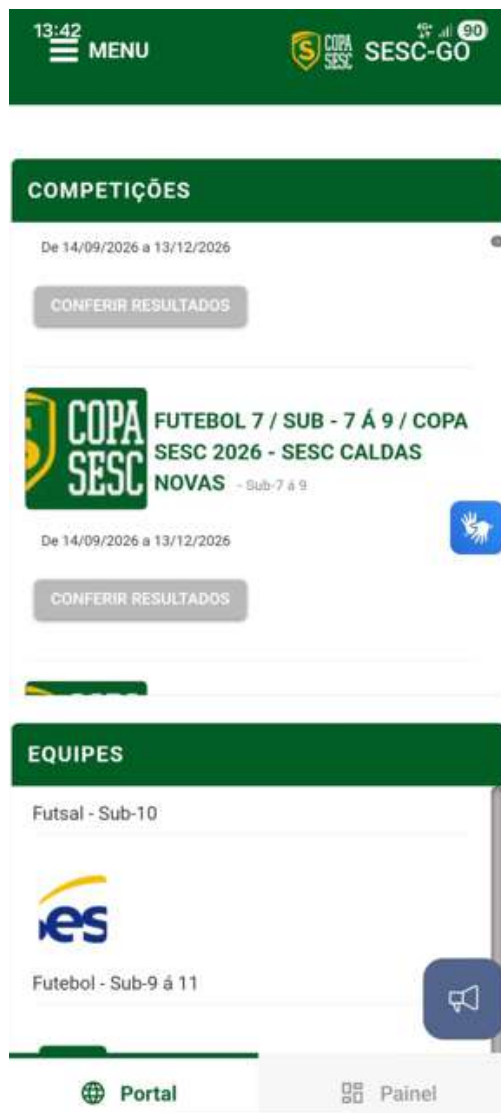 13:42
MENU
COPA
SESC
SESC-GO
90
COMPETIÇÕES
De 14/09/2026 a 13/12/2026
CONFERIR RESULTADOS
COPA
SESC
FUTEBOL 7 / SUB - 7 Á 9 / COPA
SESC 2026 - SESC CALDAS
NOVAS - Sub-7 á 9
De 14/09/2026 a 13/12/2026
CONFERIR RESULTADOS
EQUIPES
Futsal - Sub-10
es
Futebol - Sub-9 á 11
Portal
Painel